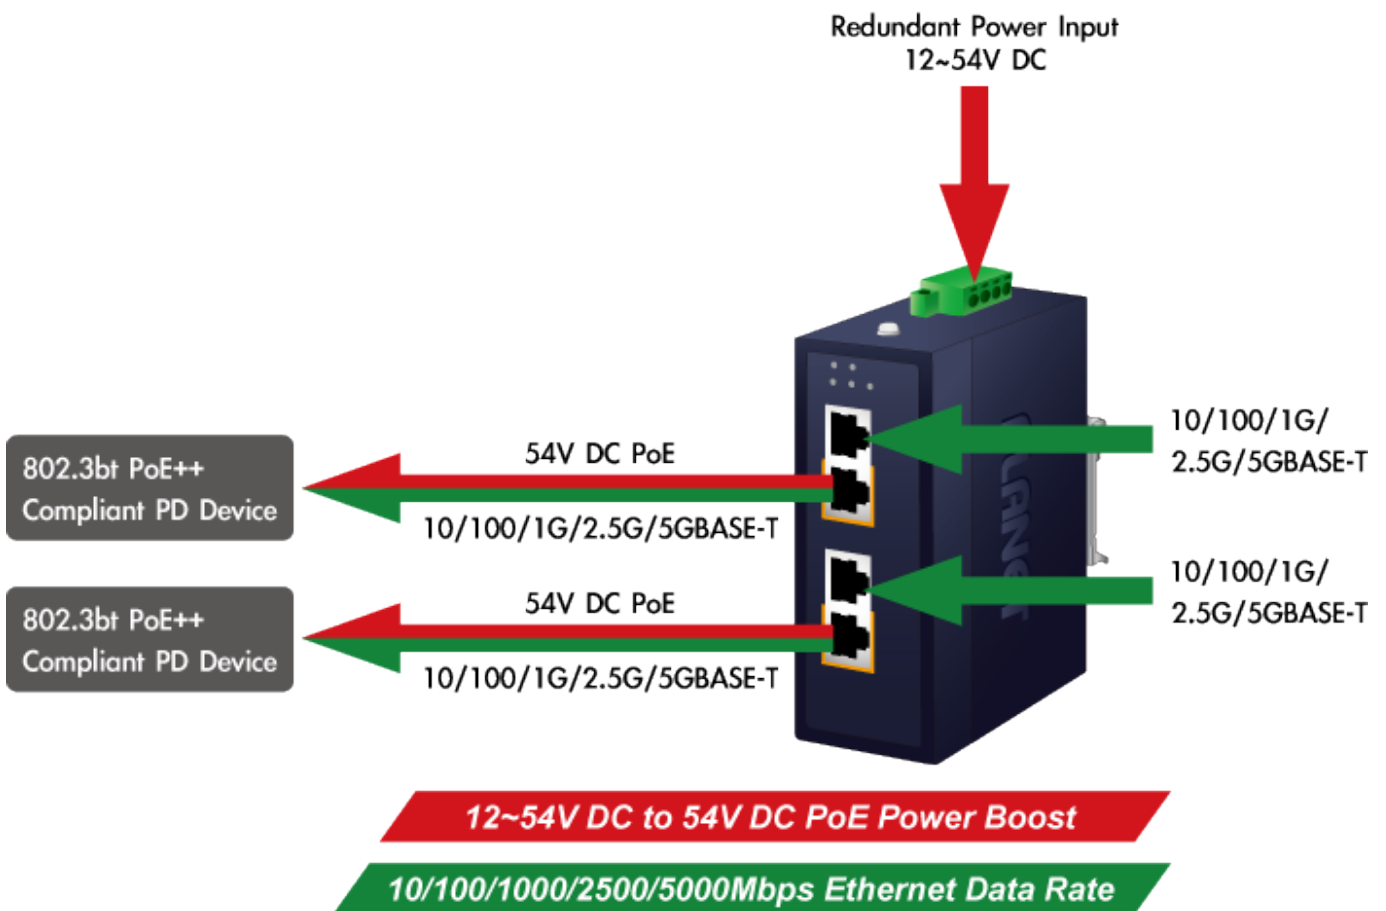 Redundant Power Input
12~54V DC
10/100/1G/
2.5G/5GBASE-T
802.3bt PoE++
Compliant PD Device
54V DC PoE
10/100/1G/2.5G/5GBASE-T
10/100/1G/
2.5G/5GBASE-T
802.3bt PoE++
Compliant PD Device
54V DC PoE
10/100/1G/2.5G/5GBASE-T
PLANET
12~54V DC to 54V DC PoE Power Boost
10/100/1000/2500/5000Mbps Ethernet Data Rate